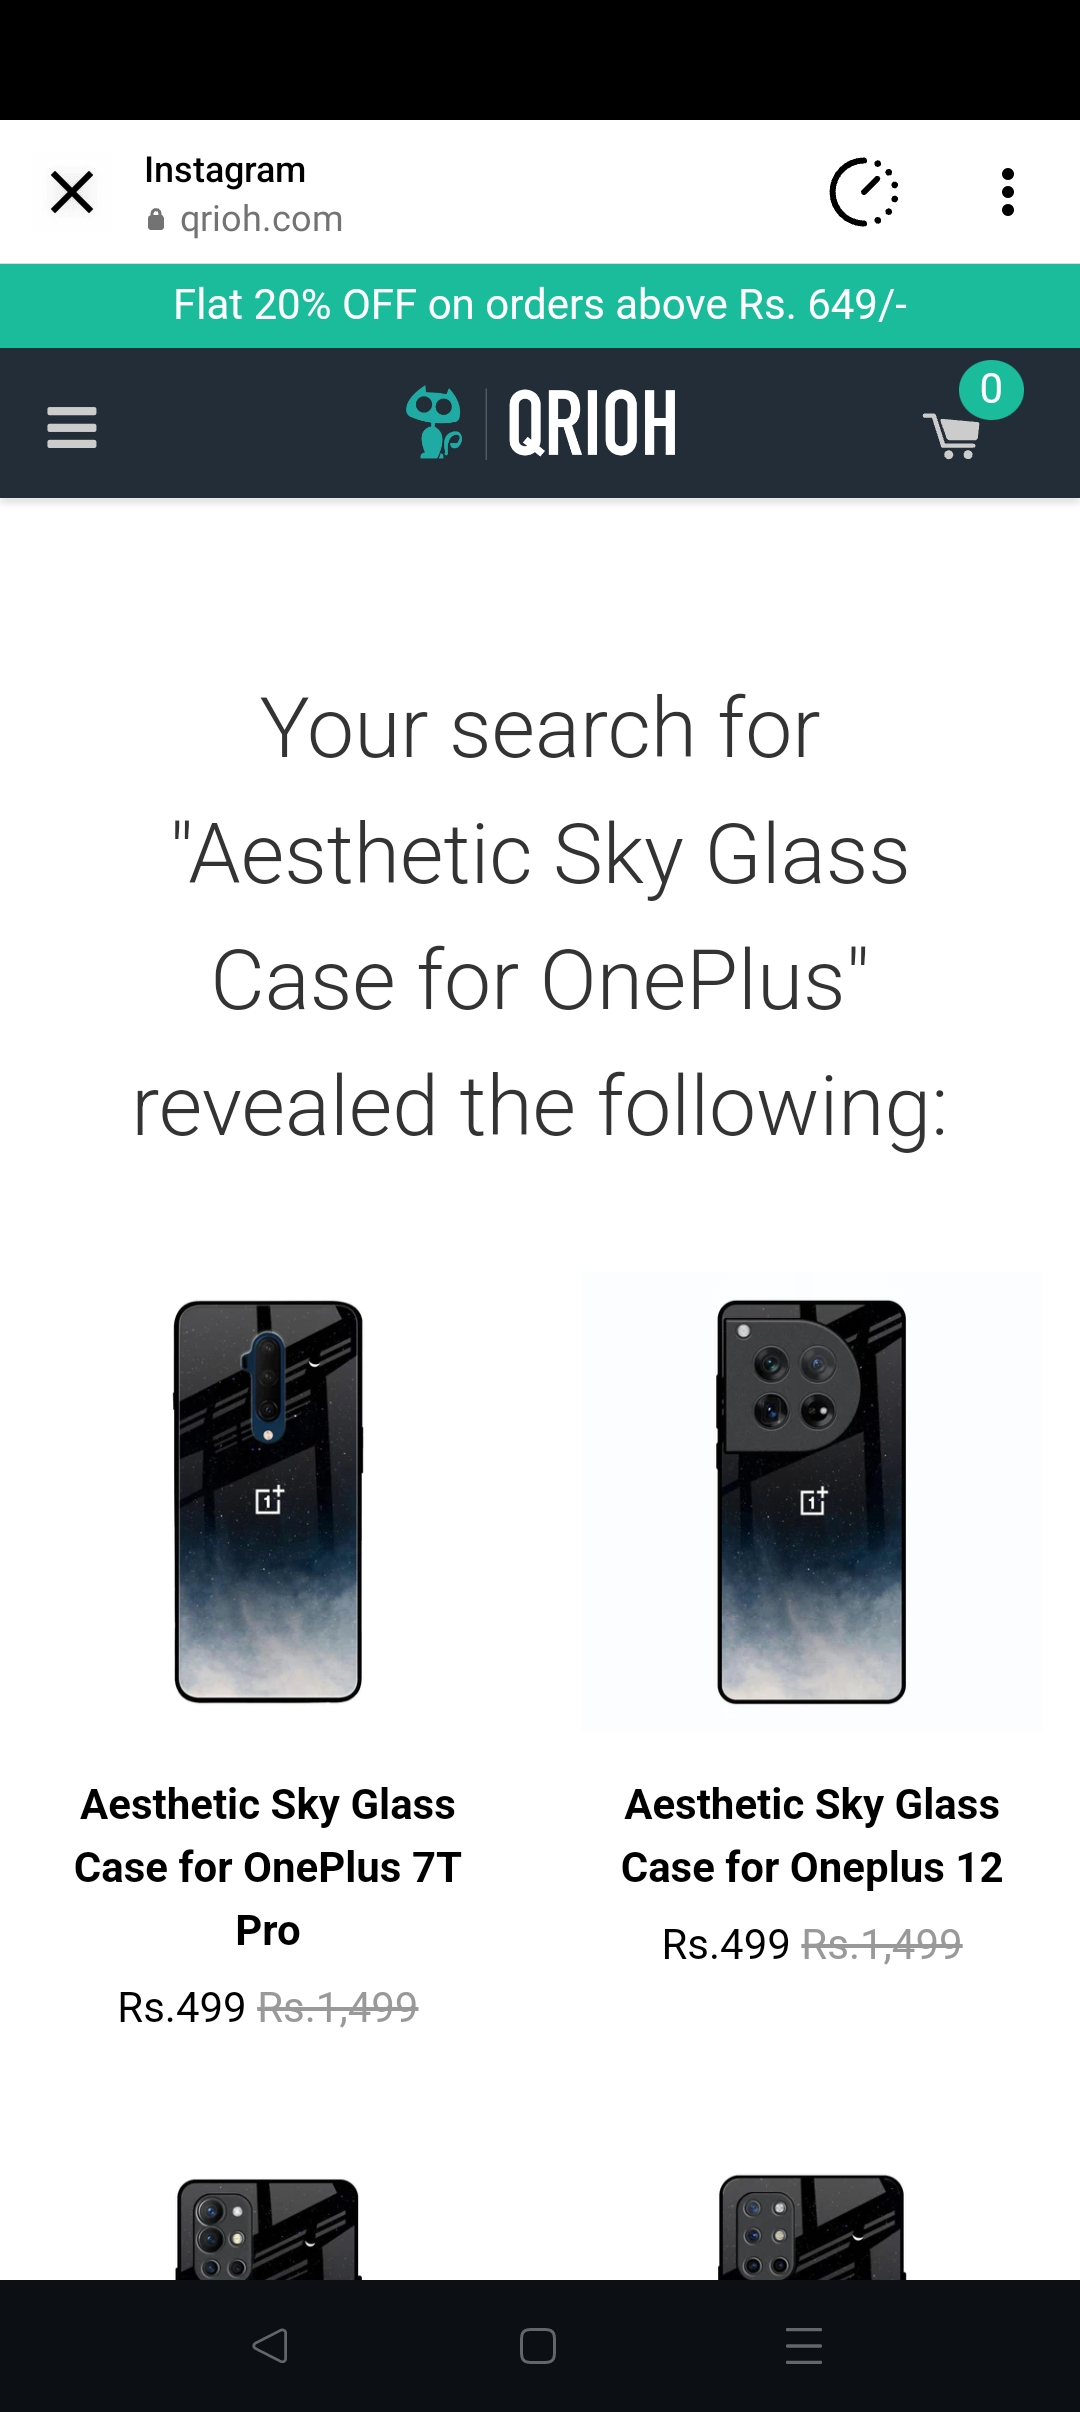 Instagram
qrioh.com
Flat 20% OFF on orders above Rs. 649/-
QRIOH
0
Your search for
"Aesthetic Sky Glass
Case for OnePlus"
revealed the following:
Aesthetic Sky Glass
Case for OnePlus 7T
Pro
Rs.499 Rs.1,499
Aesthetic Sky Glass
Case for Oneplus 12
Rs.499 Rs.1,499